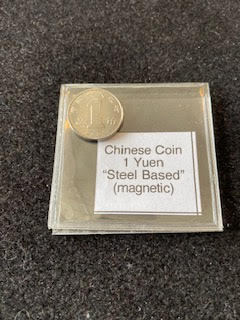 1
Chinese Coin
1 Yuen
"Steel Based"
(magnetic)